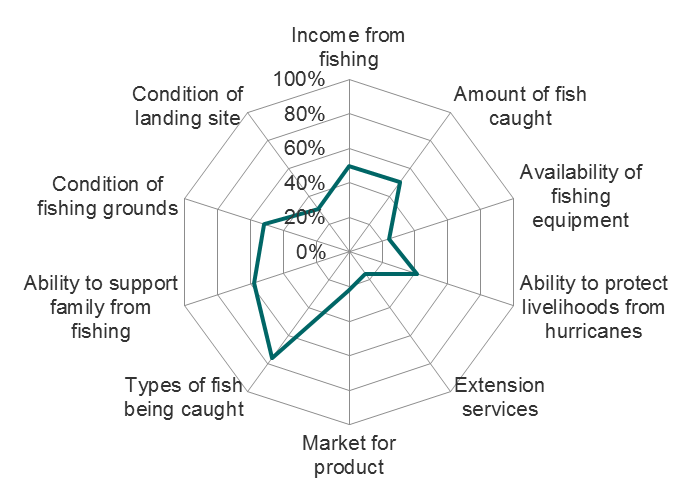 Income from
fishing
100%
80%
60%
40%
20%
0%
Amount of fish
caught
Availability of
fishing
equipment
Ability to protect
livelihoods from
hurricanes
Extension
services
Market for
product
Types of fish
being caught
Ability to support
family from
fishing
Condition of
fishing grounds
Condition of
landing site